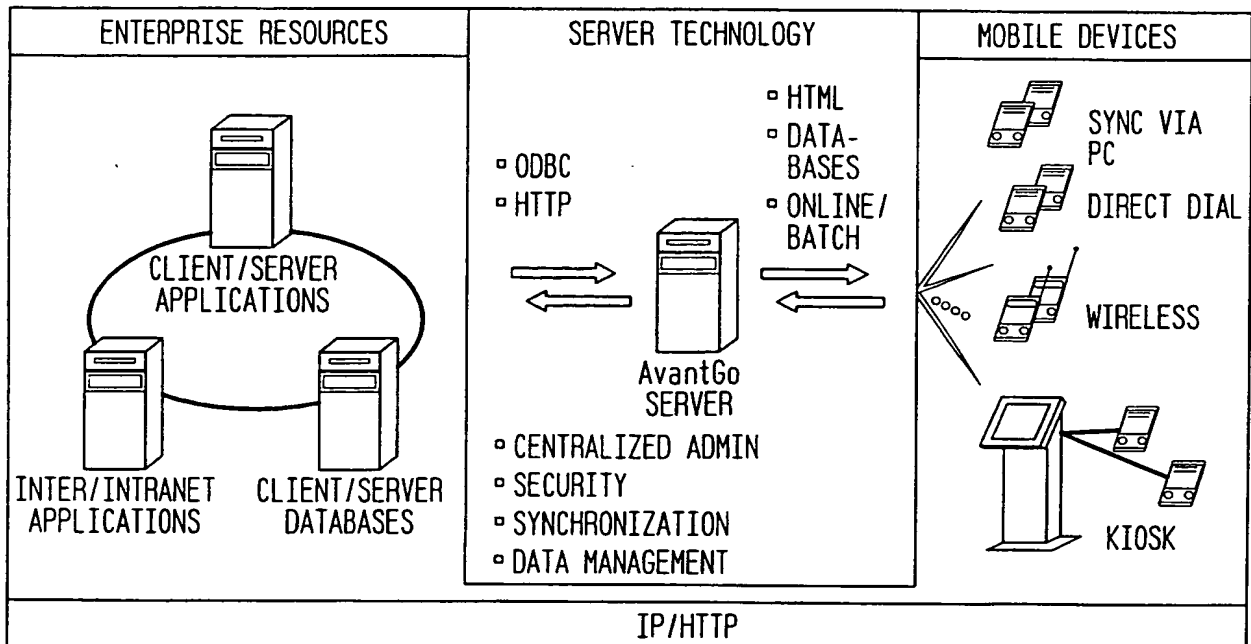 ENTERPRISE RESOURCES
CLIENT/SERVER
APPLICATIONS
INTER/INTRANET
APPLICATIONS
CLIENT/SERVER
DATABASES
SERVER TECHNOLOGY
ODBC
HTTP
HTML
DATA-
BASES
ONLINE/
BATCH
AvantGo
SERVER
CENTRALIZED ADMIN
SECURITY
SYNCHRONIZATION
DATA MANAGEMENT
MOBILE DEVICES
SYNC VIA
PC
DIRECT DIAL
WIRELESS
KIOSK
IP/HTTP